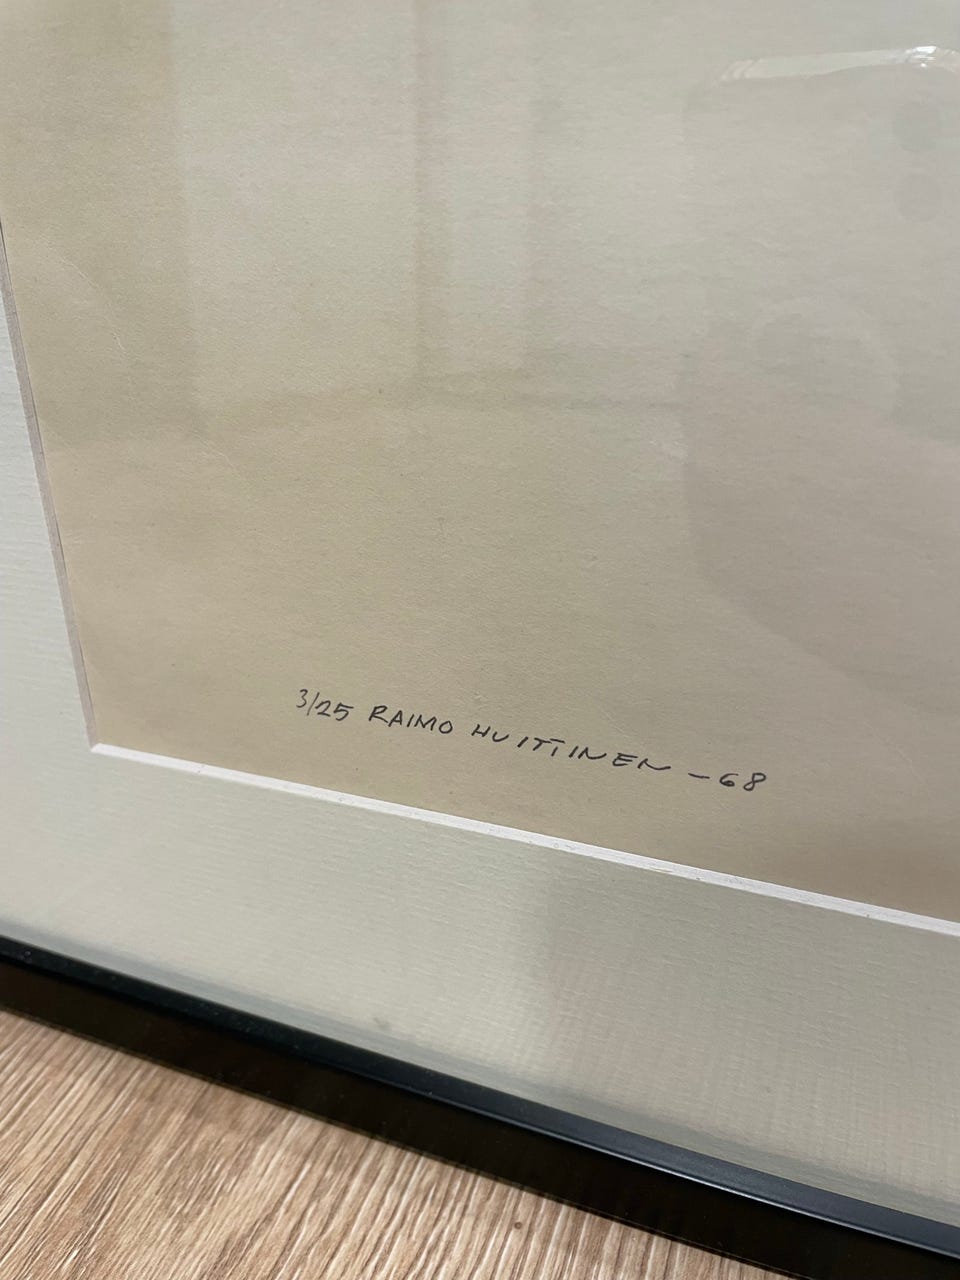 3/25 RAIMO HUITTINEN -68